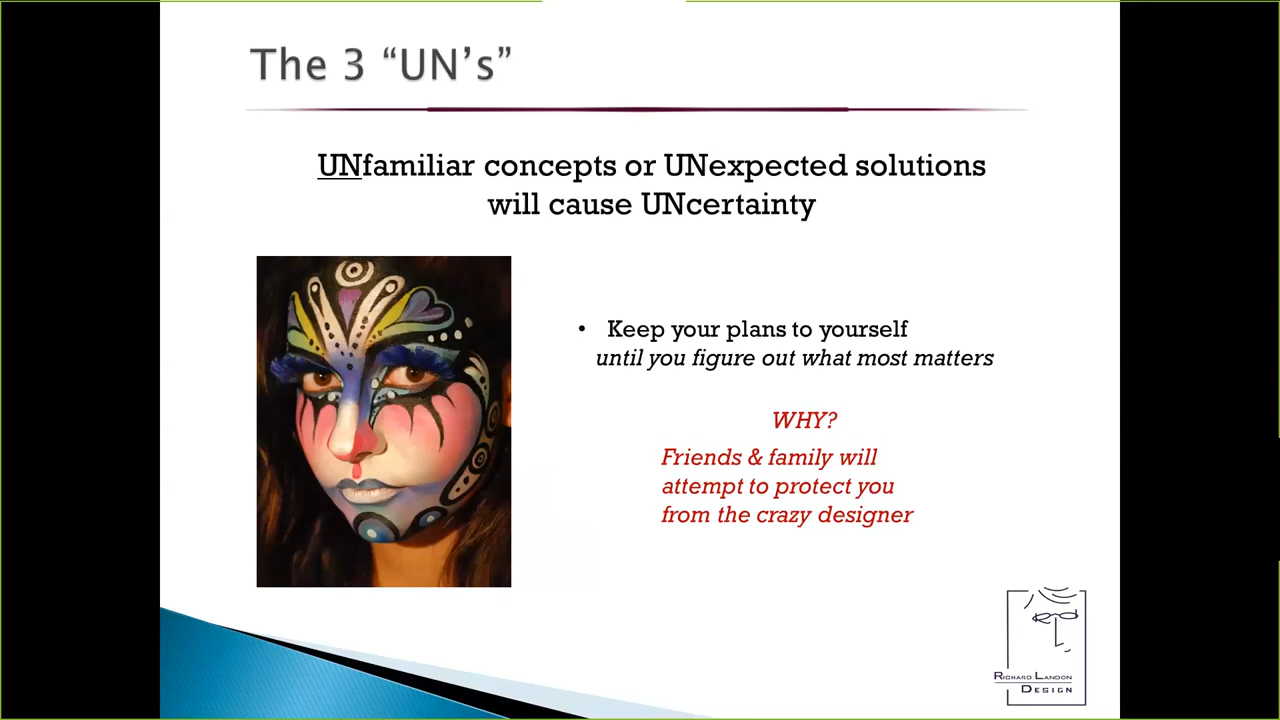 The 3 “UN’s”
UNfamiliar concepts or UNexpected solutions
will cause UNcertainty
• Keep your plans to yourself
until you figure out what most matters
WHY?
Friends & family will
attempt to protect you
from the crazy designer
RICHARD LANDON
DESIGN